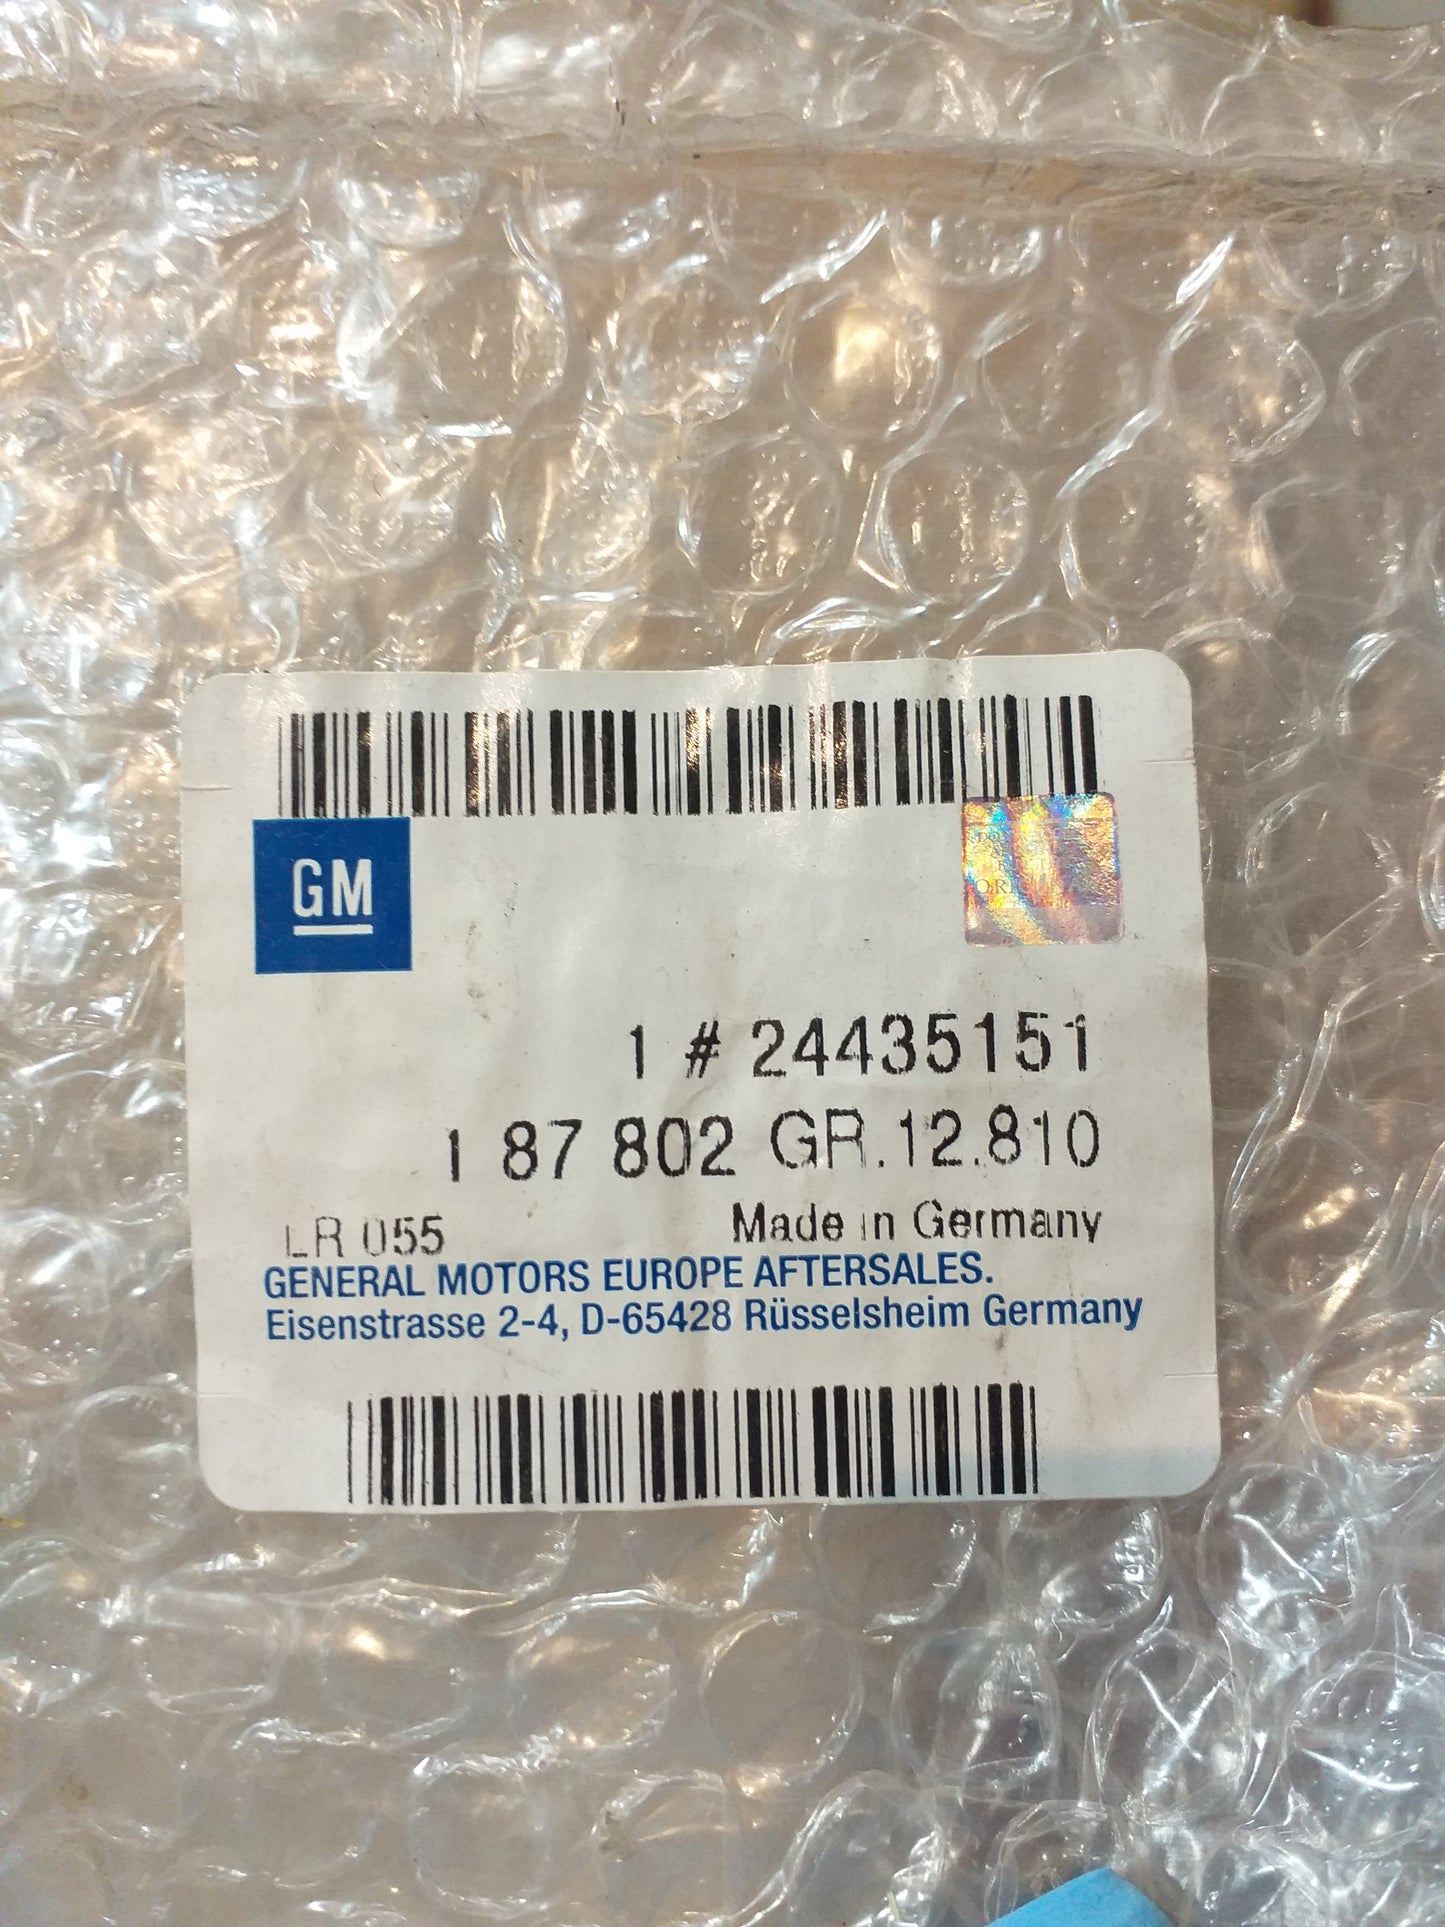 GM
1 # 24435151
1 87 802 GR.12.810
LR 055
Made in Germany
GENERAL MOTORS EUROPE AFTERSALES.
Eisenstrasse 2-4, D-65428 Rüsselsheim Germany